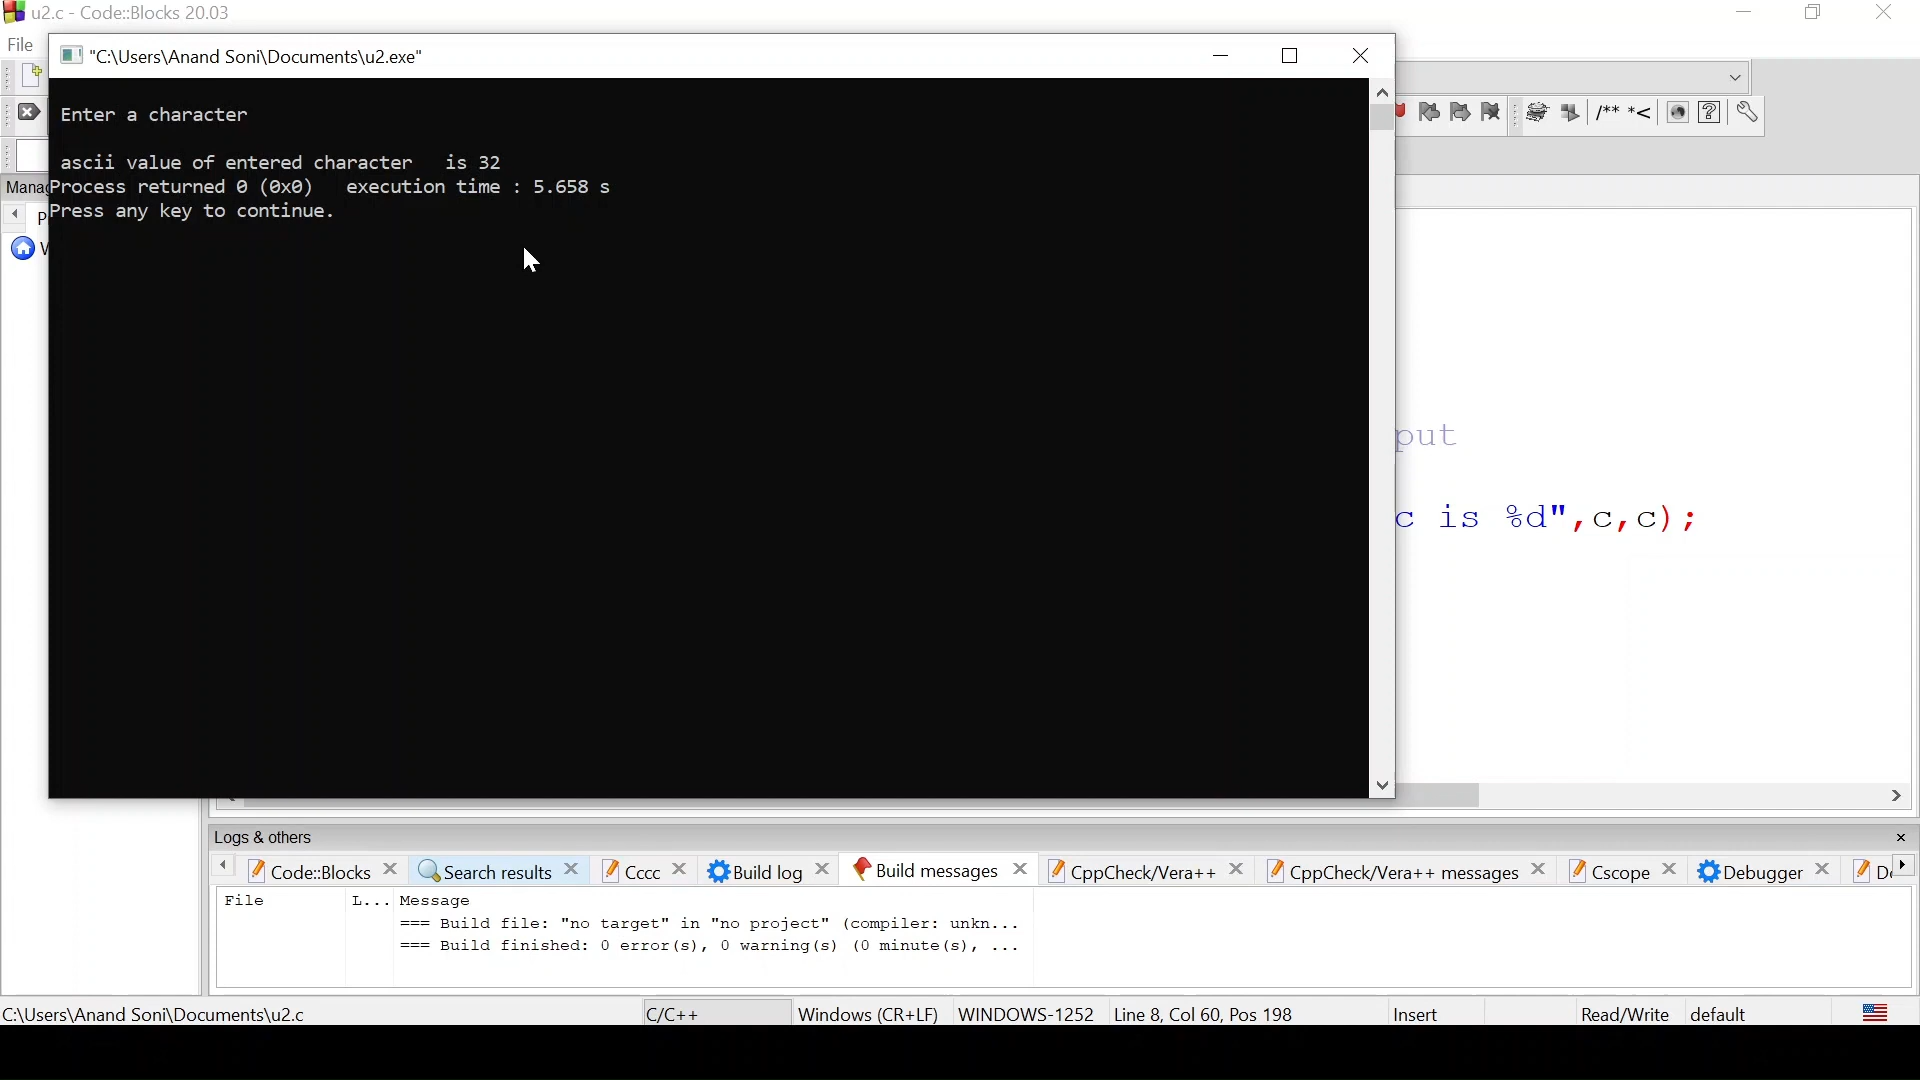 u2.c - Code::Blocks 20.03
File
"C:\Users\Anand Soni\Documents\u2.exe"
Enter a character
ascii value of entered character   is 32
Process returned 0 (0x0)   execution time : 5.658 s
Press any key to continue.
/** *<
Manag
P
W
put
c is %d",c,c);
Logs & others
Code::Blocks Search results Cccc Build log Build messages CppCheck/Vera++ CppCheck/Vera++ messages Cscope Debugger
File L... Message
=== Build file: "no target" in "no project" (compiler: unkn...
=== Build finished: 0 error(s), 0 warning(s) (0 minute(s), ...
C:\Users\Anand Soni\Documents\u2.c C/C++ Windows (CR+LF) WINDOWS-1252 Line 8, Col 60, Pos 198 Insert Read/Write default